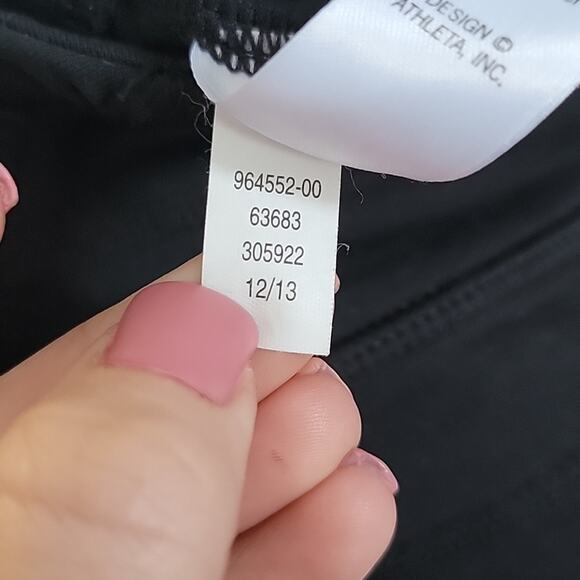 DESIGN ©
ATHLETA, INC.
964552-00
63683
305922
12/13